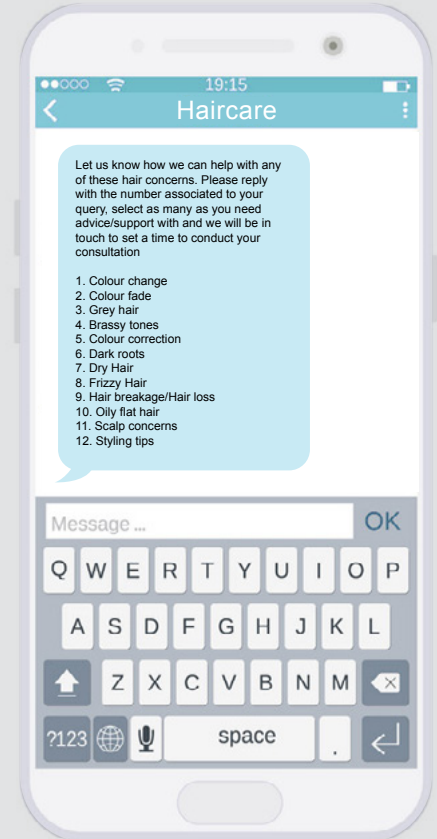 19:15
Haircare
Let us know how we can help with any
of these hair concerns. Please reply
with the number associated to your
query, select as many as you need
advice/support with and we will be in
touch to set a time to conduct your
consultation
1. Colour change
2. Colour fade
3. Grey hair
4. Brassy tones
5. Colour correction
6. Dark roots
7. Dry Hair
8. Frizzy Hair
9. Hair breakage/Hair loss
10. Oily flat hair
11. Scalp concerns
12. Styling tips
Message ... OK
Q W E R T Y U I O P
A S D F G H J K L
Z X C V B N M
?123 space .